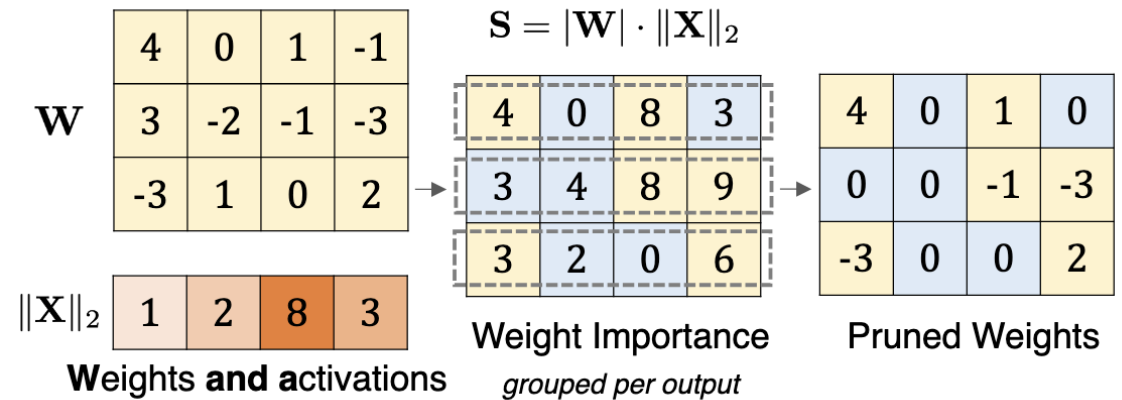 S = |W| · ‖X‖₂
W
4 0 1 -1
3 -2 -1 -3
-3 1 0 2
4 0 8 3
3 4 8 9
3 2 0 6
4 0 1 0
0 0 -1 -3
-3 0 0 2
‖X‖₂ 1 2 8 3
Weights and activations
Weight Importance
grouped per output
Pruned Weights